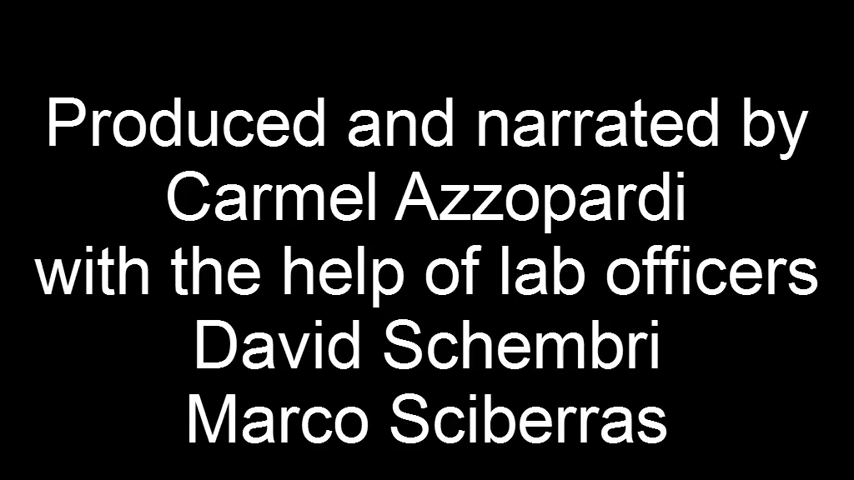 Produced and narrated by
Carmel Azzopardi
with the help of lab officers
David Schembri
Marco Sciberras